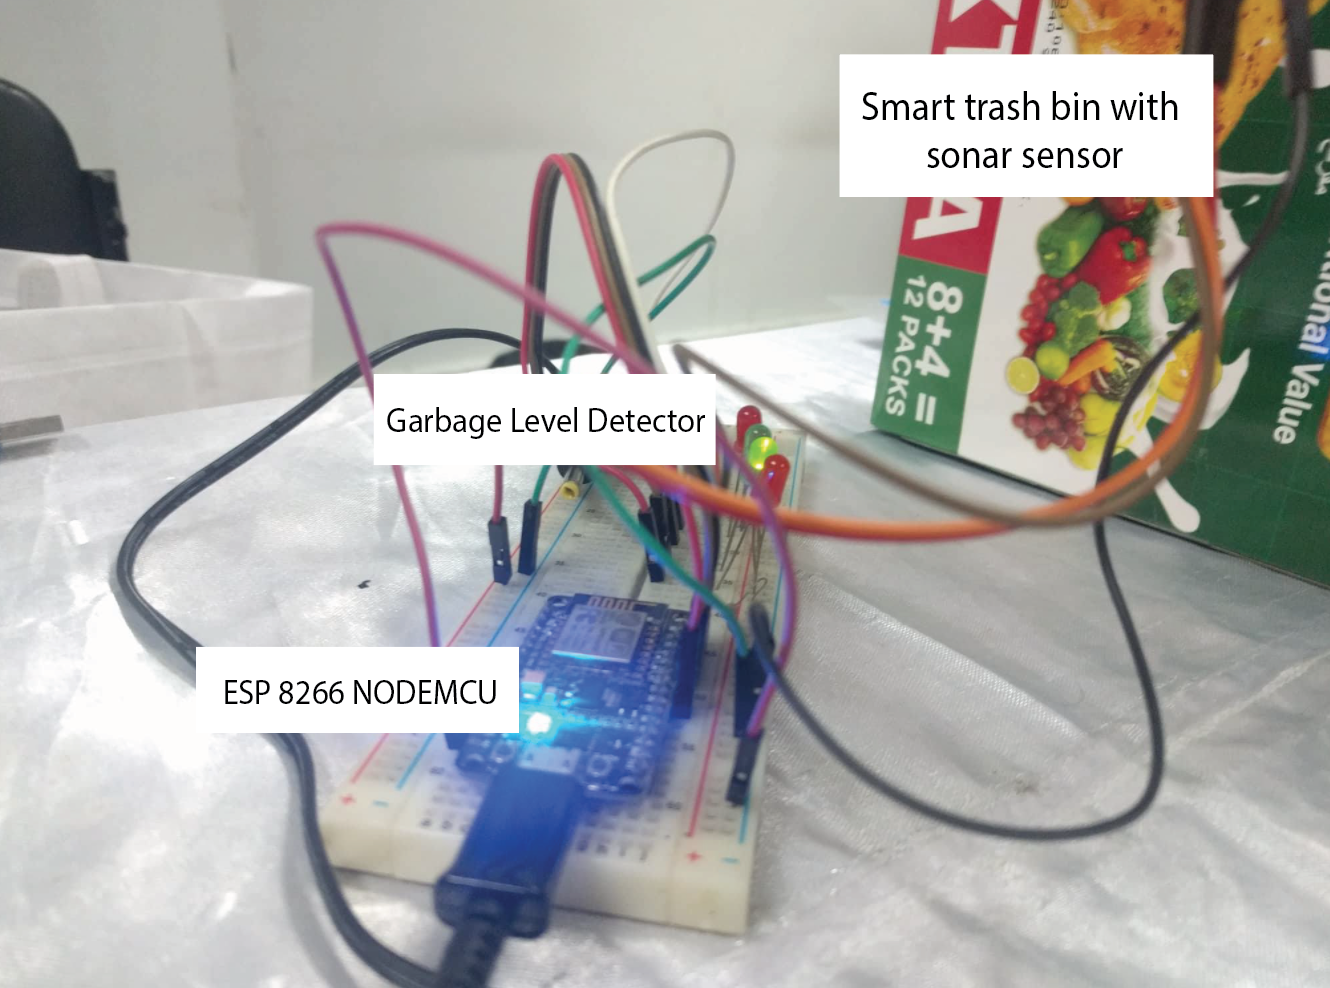 Smart trash bin with
sonar sensor
Garbage Level Detector
ESP 8266 NODEMCU
8+4 =
12 PACKS
Value